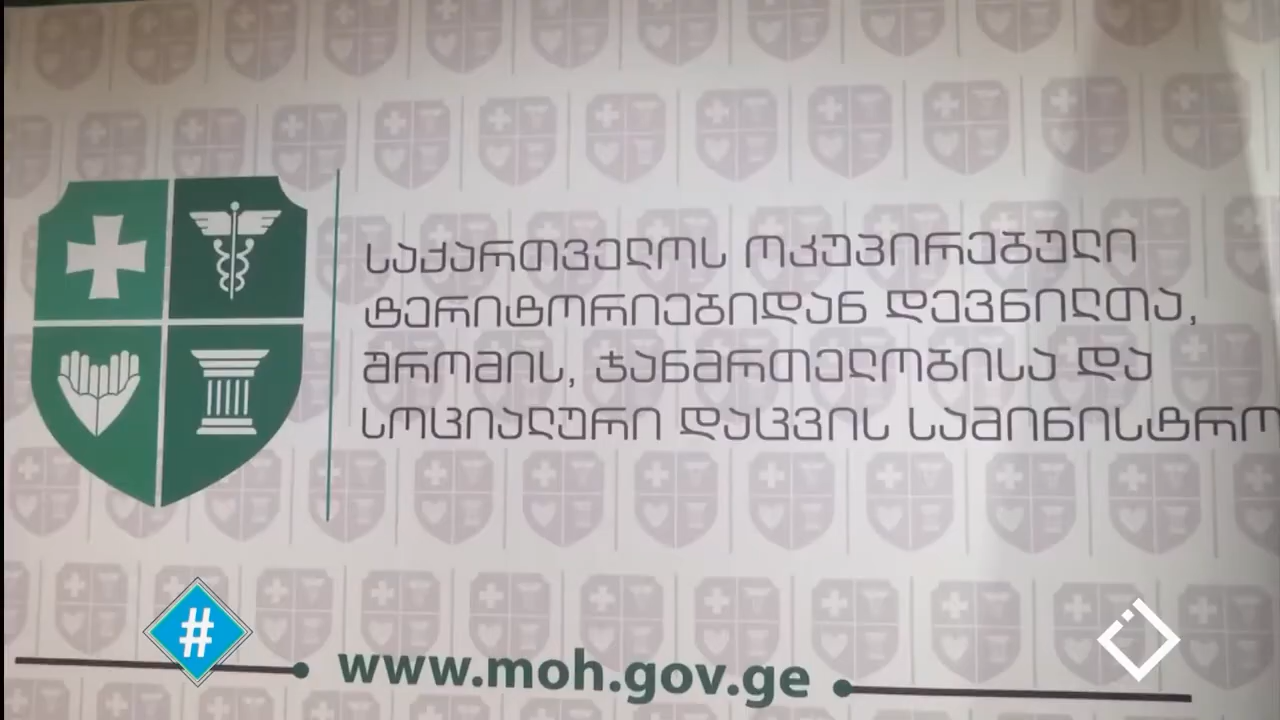 საქართველოს ოკუპირებული
ტერიტორიებიდან დევნილთა,
შრომის, ჯანმრთელობისა და
სოციალური დაცვის სამინისტრო
#
www.moh.gov.ge